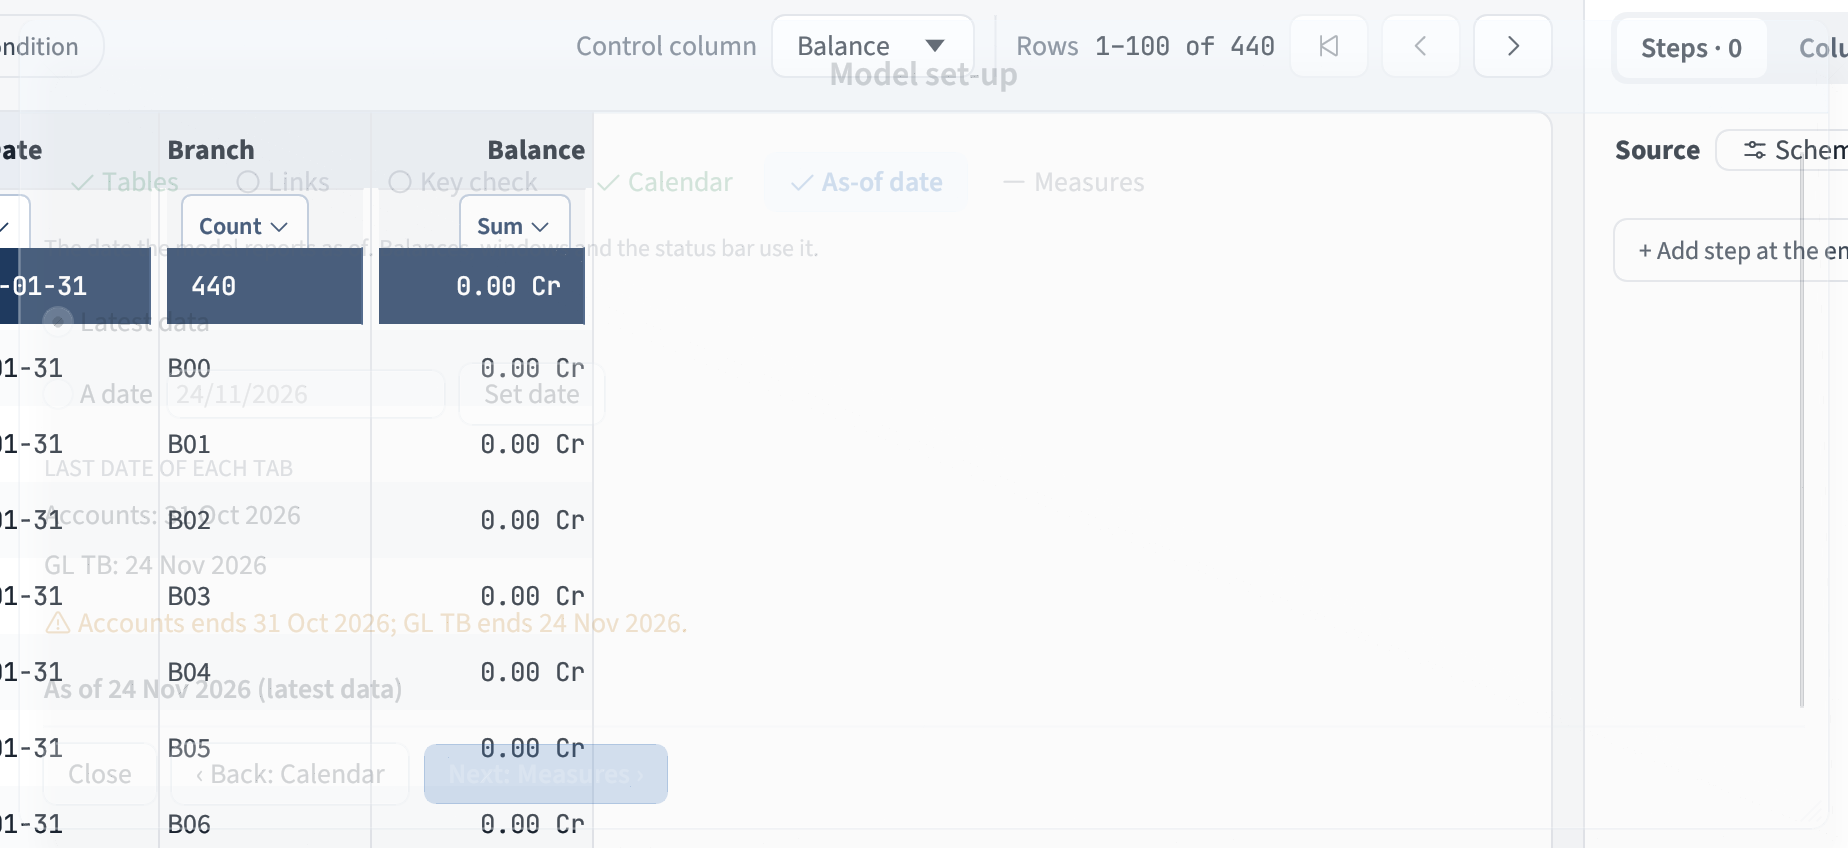 ndition
Control column Balance Rows 1–100 of 440
Steps · 0 Colu
Model set-up
ate Branch Balance
Source Schem
Tables Links Key check Calendar As-of date Measures
Count Sum
The date the model reports as of. Balances, windows and the status bar use it.
+ Add step at the en
-01-31 440 0.00 Cr
Latest data
01-31 B00 0.00 Cr
A date 24/11/2026 Set date
01-31 B01 0.00 Cr
LAST DATE OF EACH TAB
Accounts: 31 Oct 2026
01-31 B02 0.00 Cr
GL TB: 24 Nov 2026
01-31 B03 0.00 Cr
Accounts ends 31 Oct 2026; GL TB ends 24 Nov 2026.
01-31 B04 0.00 Cr
As of 24 Nov 2026 (latest data)
01-31 B05 0.00 Cr
Close ‹ Back: Calendar Next: Measures ›
01-31 B06 0.00 Cr